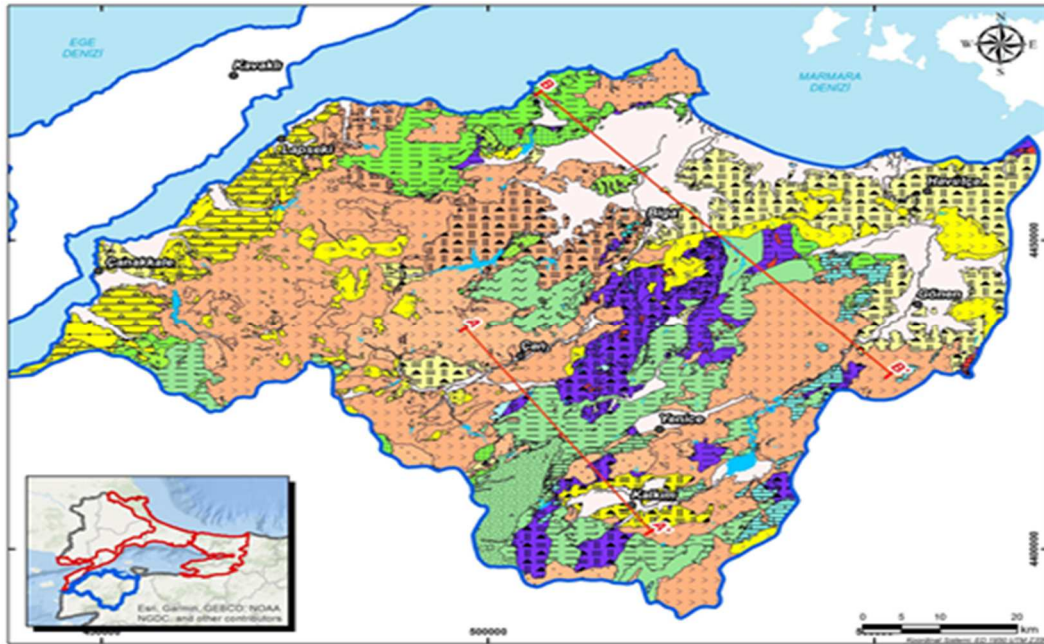 EGE
DENİZİ
Kavaklı
MARMARA
DENİZİ
N
W
E
S
B
Lapseki
Biga
Çanakkale
Gönen
A
Çan
B'
Yenice
Kalkım
A'
4450000
4400000
500000
Esri, Garmin, GEBCO, NOAA
NGDC, and other contributors
0
5
10
20
km